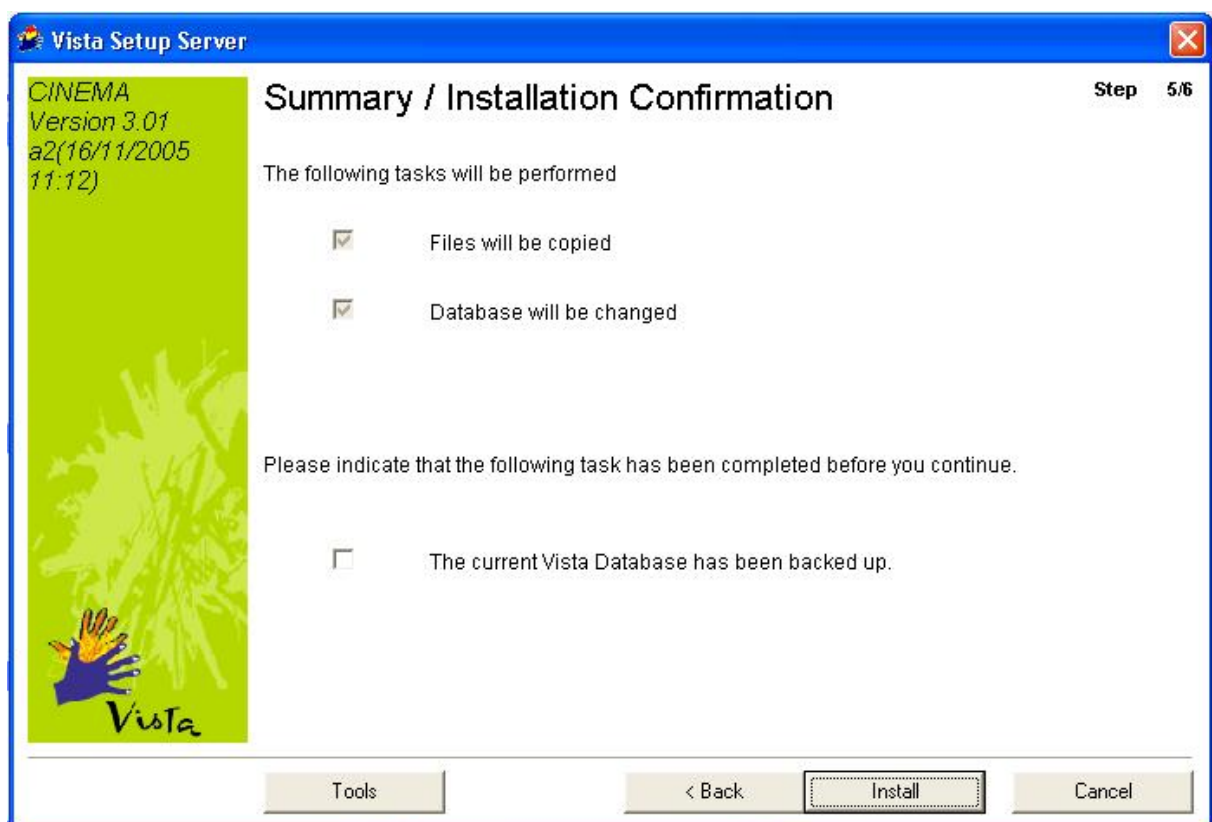 Vista Setup Server
CINEMA
Version 3.01
a2(16/11/2005
11:12)
Summary / Installation Confirmation
Step 5/6
The following tasks will be performed
Files will be copied
Database will be changed
Please indicate that the following task has been completed before you continue.
The current Vista Database has been backed up.
Vista
Tools
< Back
Install
Cancel